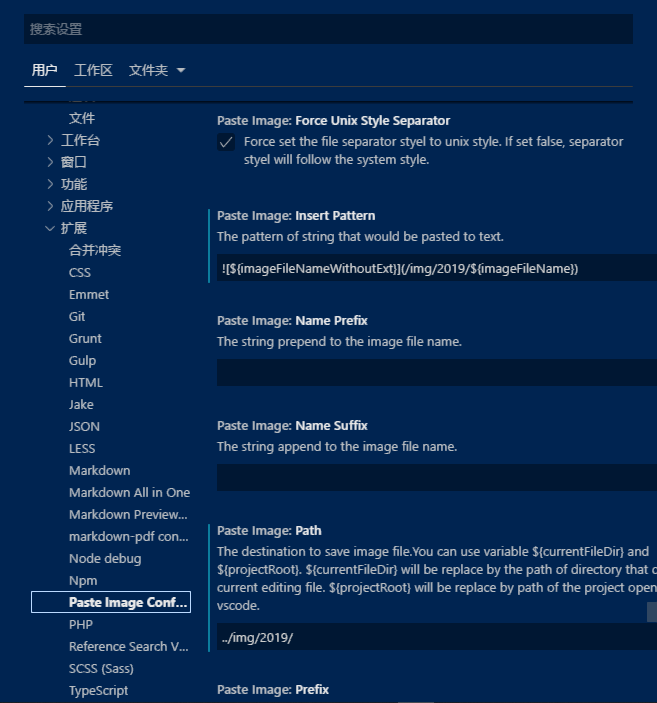 搜索设置
用户
工作区
文件夹
文件
工作台
窗口
功能
应用程序
扩展
合并冲突
CSS
Emmet
Git
Grunt
Gulp
HTML
Jake
JSON
LESS
Markdown
Markdown All in One
Markdown Preview...
markdown-pdf con...
Node debug
Npm
Paste Image Conf...
PHP
Reference Search V...
SCSS (Sass)
TypeScript
Paste Image: Force Unix Style Separator
Force set the file separator styel to unix style. If set false, separator
styel will follow the system style.
Paste Image: Insert Pattern
The pattern of string that would be pasted to text.
![${imageFileNameWithoutExt}](/img/2019/${imageFileName})
Paste Image: Name Prefix
The string prepend to the image file name.
Paste Image: Name Suffix
The string append to the image file name.
Paste Image: Path
The destination to save image file.You can use variable ${currentFileDir} and
${projectRoot}. ${currentFileDir} will be replace by the path of directory that
current editing file. ${projectRoot} will be replace by path of the project open
vscode.
../img/2019/
Paste Image: Prefix